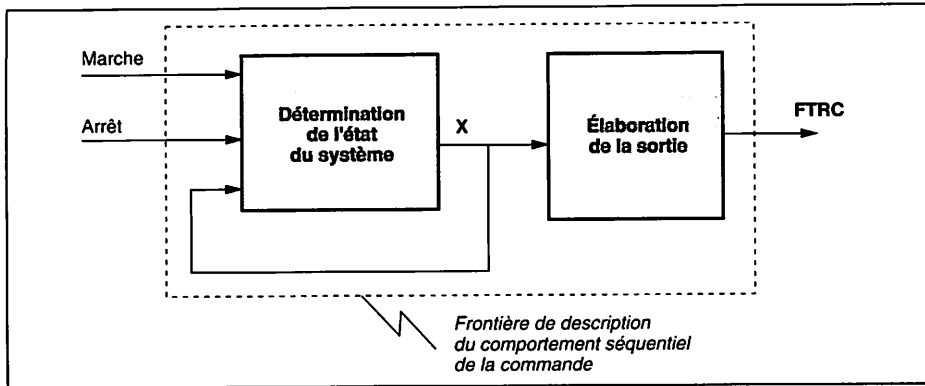 Marche
Arrêt
Détermination
de l'état
du système
X
Élaboration
de la sortie
FTRC
Frontière de description
du comportement séquentiel
de la commande